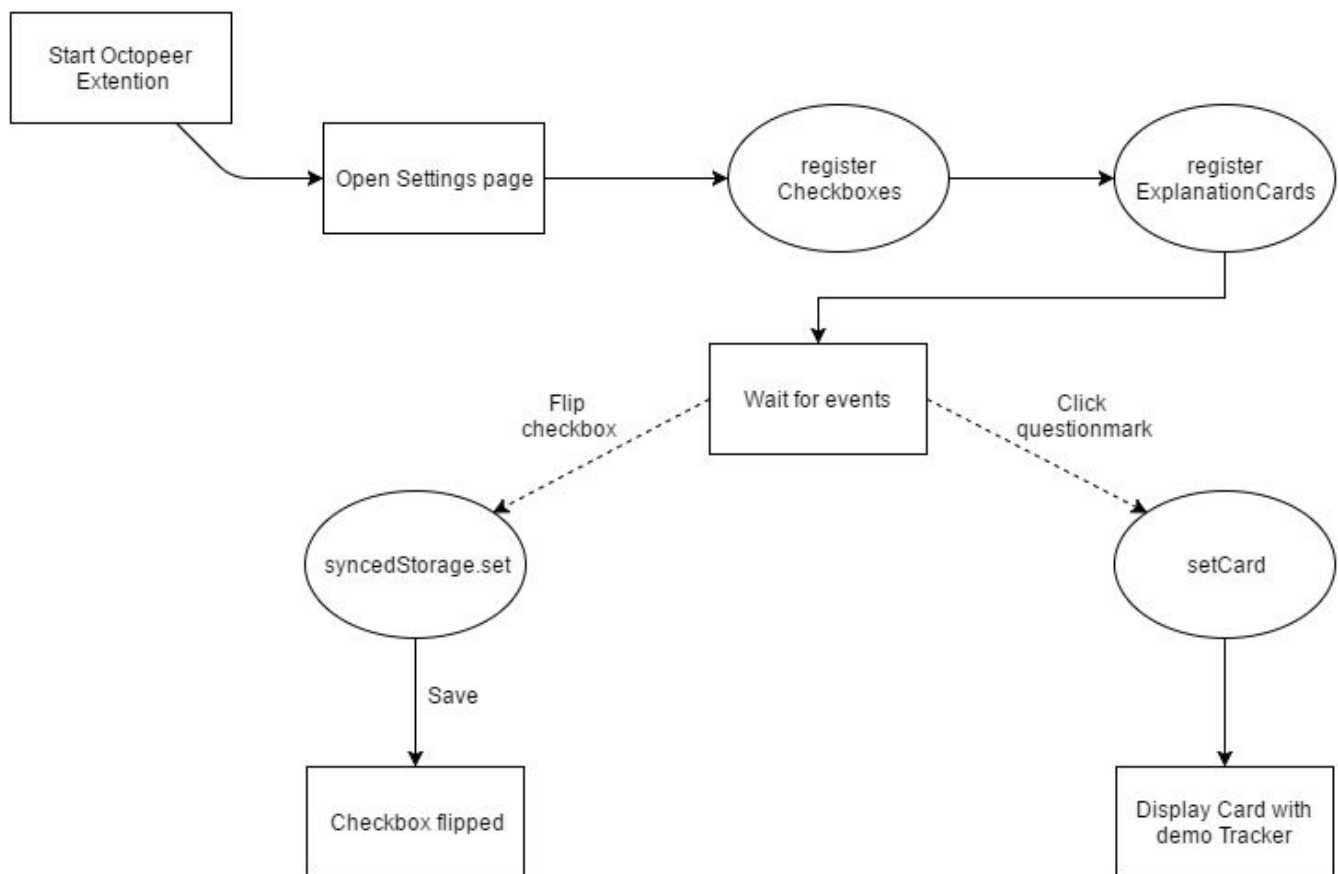 Start Octopeer
Extention
Open Settings page
register
Checkboxes
register
ExplanationCards
Wait for events
Flip
checkbox
Click
questionmark
syncedStorage.set
setCard
Save
Checkbox flipped
Display Card with
demo Tracker